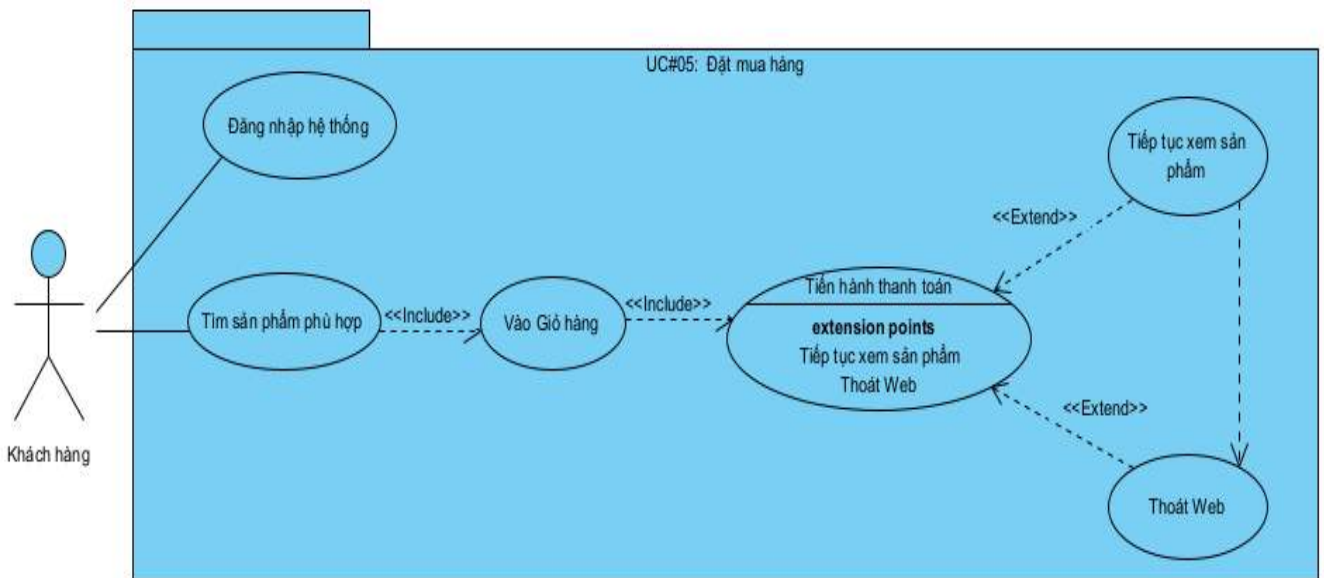 UC#05: Đặt mua hàng
Đăng nhập hệ thống
Tiếp tục xem sản
phẩm
<<Extend>>
Tiến hành thanh toán
<<Include>>
<<Include>>
Tìm sản phẩm phù hợp
Vào Giỏ hàng
extension points
Tiếp tục xem sản phẩm
Thoát Web
<<Extend>>
Khách hàng
Thoát Web